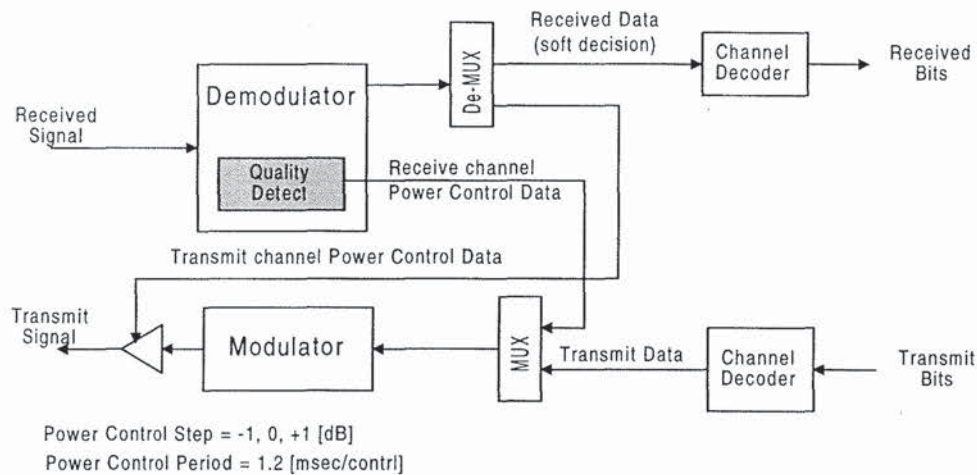 Received Data
(soft decision)
De-MUX
Channel
Decoder
Received
Bits
Demodulator
Received
Signal
Quality
Detect
Receive channel
Power Control Data
Transmit channel Power Control Data
Transmit
Signal
Modulator
MUX
Transmit Data
Channel
Decoder
Transmit
Bits
Power Control Step = -1, 0, +1 [dB]
Power Control Period = 1.2 [msec/contrl]